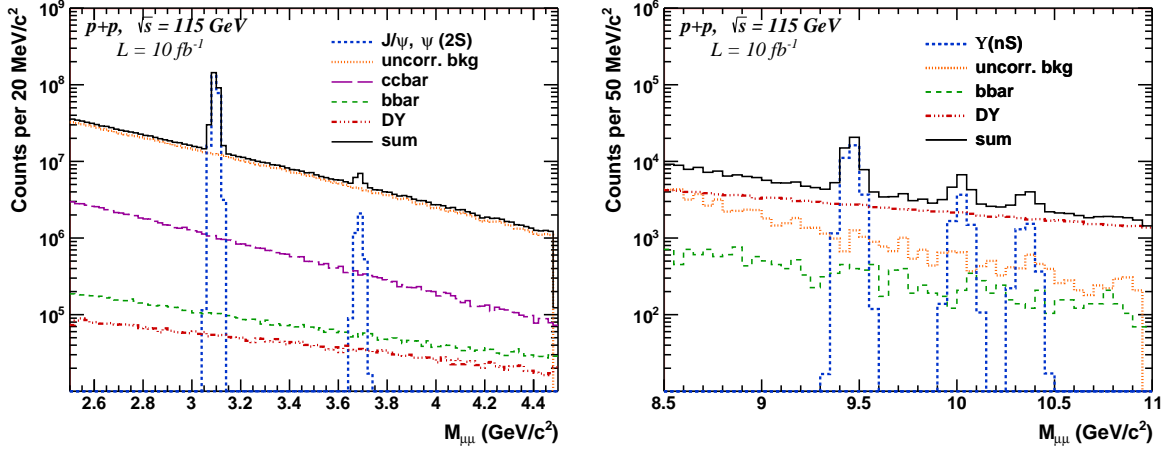 p+p, √s = 115 GeV
L = 10 fb⁻¹
J/ψ, ψ (2S)
uncorr. bkg
ccbar
bbar
DY
sum
Counts per 20 MeV/c²
10⁹
10⁸
10⁷
10⁶
10⁵
2.6 2.8 3 3.2 3.4 3.6 3.8 4 4.2 4.4
M_μμ (GeV/c²)
p+p, √s = 115 GeV
L = 10 fb⁻¹
ϒ(nS)
uncorr. bkg
bbar
DY
sum
Counts per 50 MeV/c²
10⁶
10⁵
10⁴
10³
10²
10
8.5 9 9.5 10 10.5 11
M_μμ (GeV/c²)